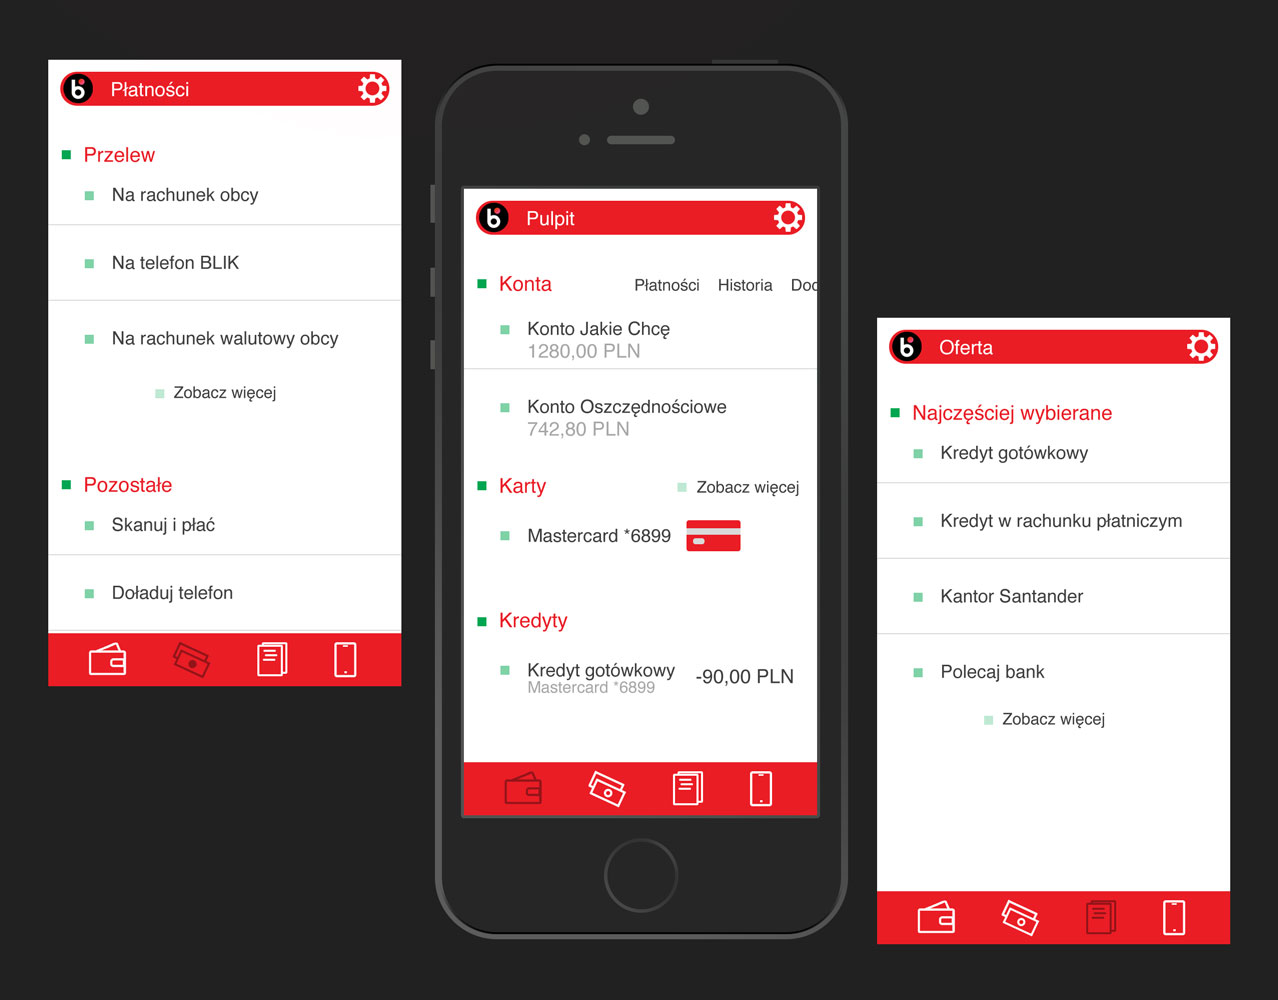 b Płatności
Przelew
Na rachunek obcy
Na telefon BLIK
Na rachunek walutowy obcy
Zobacz więcej
Pozostałe
Skanuj i płać
Doładuj telefon
b Pulpit
Konta Płatności Historia Doc
Konto Jakie Chcę
1280,00 PLN
Konto Oszczędnościowe
742,80 PLN
Karty Zobacz więcej
Mastercard *6899
Kredyty
Kredyt gotówkowy -90,00 PLN
Mastercard *6899
b Oferta
Najczęściej wybierane
Kredyt gotówkowy
Kredyt w rachunku płatniczym
Kantor Santander
Polecaj bank
Zobacz więcej